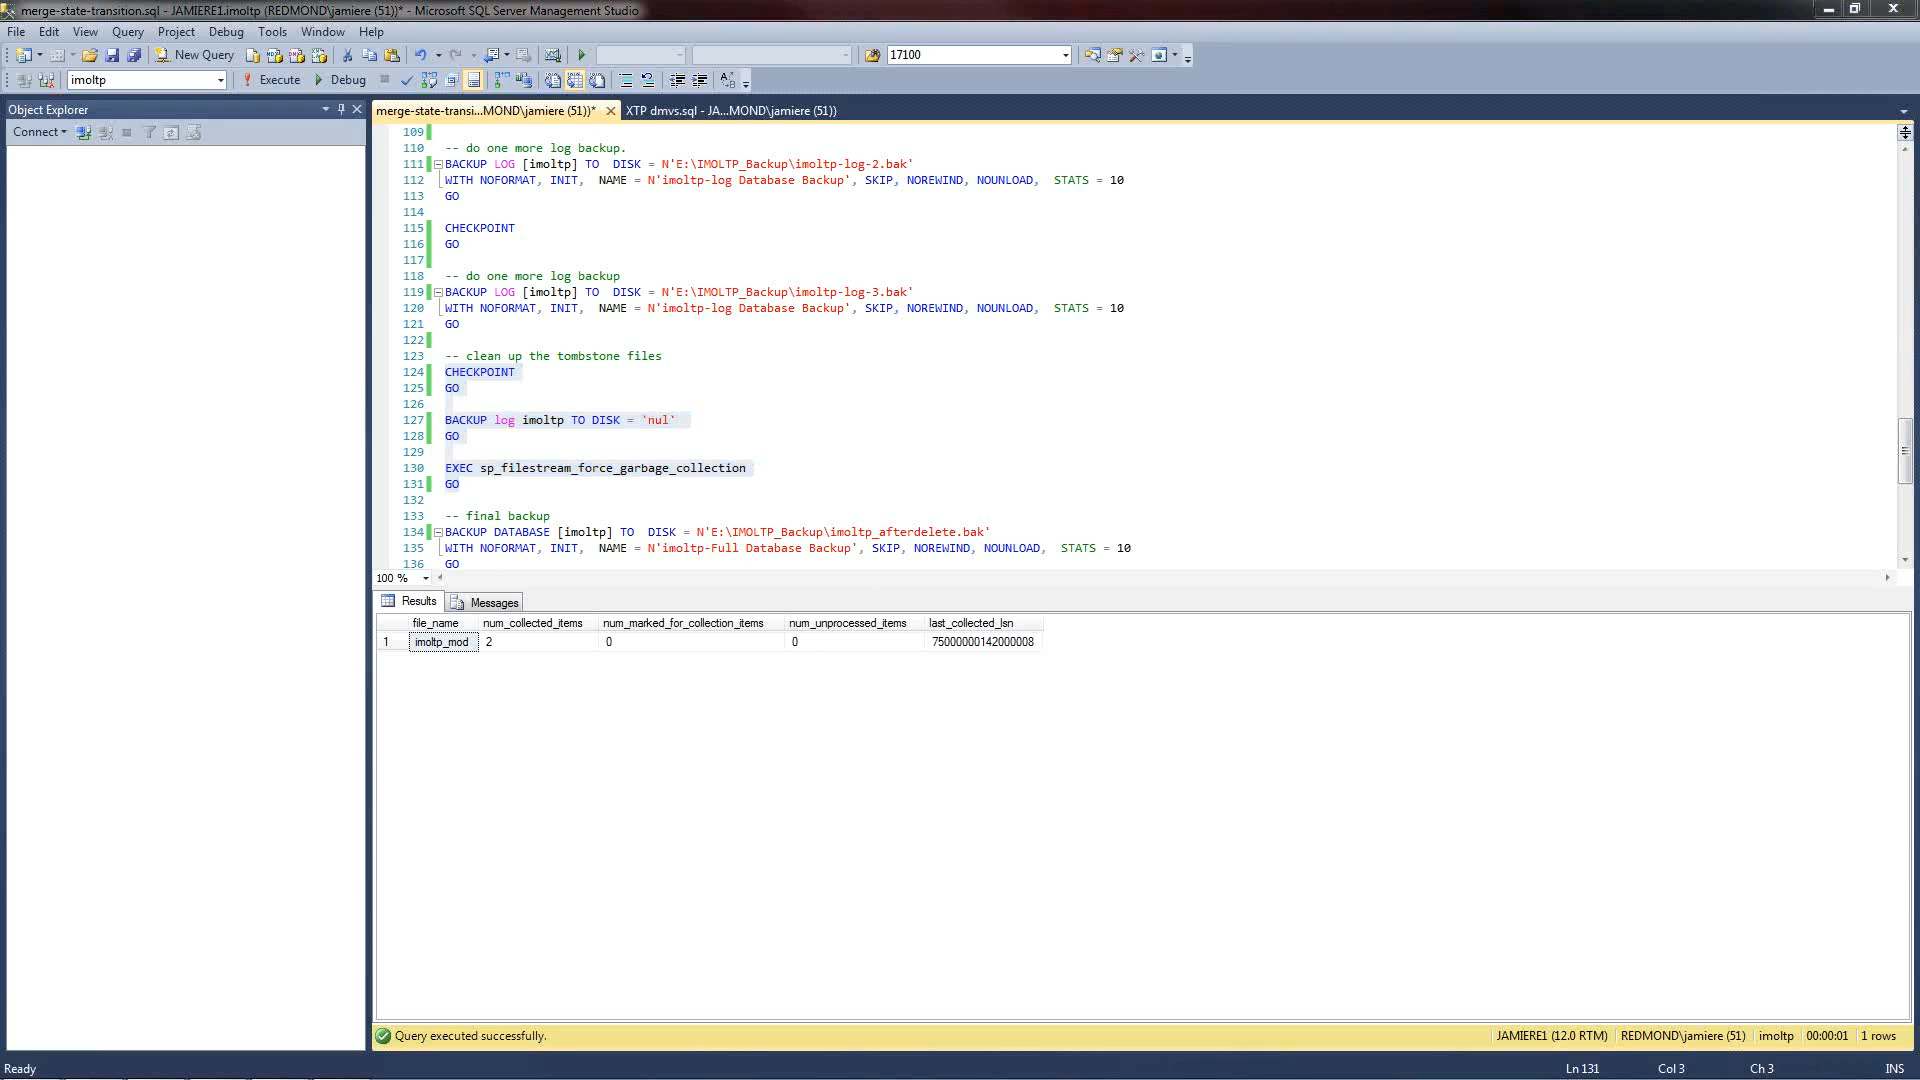 merge-state-transition.sql - JAMIERE1.imoltp (REDMOND\jamiere (51))* - Microsoft SQL Server Management Studio
File Edit View Query Project Debug Tools Window Help
New Query 17100
imoltp Execute Debug
Object Explorer
Connect
merge-state-transi...MOND\jamiere (51))* XTP dmvs.sql - JA...MOND\jamiere (51))
109
110 -- do one more log backup.
111 BACKUP LOG [imoltp] TO  DISK = N'E:\IMOLTP_Backup\imoltp-log-2.bak'
112 WITH NOFORMAT, INIT,  NAME = N'imoltp-log Database Backup', SKIP, NOREWIND, NOUNLOAD,  STATS = 10
113 GO
114
115 CHECKPOINT
116 GO
117
118 -- do one more log backup
119 BACKUP LOG [imoltp] TO  DISK = N'E:\IMOLTP_Backup\imoltp-log-3.bak'
120 WITH NOFORMAT, INIT,  NAME = N'imoltp-log Database Backup', SKIP, NOREWIND, NOUNLOAD,  STATS = 10
121 GO
122
123 -- clean up the tombstone files
124 CHECKPOINT
125 GO
126
127 BACKUP log imoltp TO DISK = 'nul'
128 GO
129
130 EXEC sp_filestream_force_garbage_collection
131 GO
132
133 -- final backup
134 BACKUP DATABASE [imoltp] TO  DISK = N'E:\IMOLTP_Backup\imoltp_afterdelete.bak'
135 WITH NOFORMAT, INIT,  NAME = N'imoltp-Full Database Backup', SKIP, NOREWIND, NOUNLOAD,  STATS = 10
136 GO
100 %
Results Messages
file_name num_collected_items num_marked_for_collection_items num_unprocessed_items last_collected_lsn
1 imoltp_mod 2 0 0 75000000142000008
Query executed successfully. JAMIERE1 (12.0 RTM) REDMOND\jamiere (51) imoltp 00:00:01 1 rows
Ready Ln 131 Col 3 Ch 3 INS